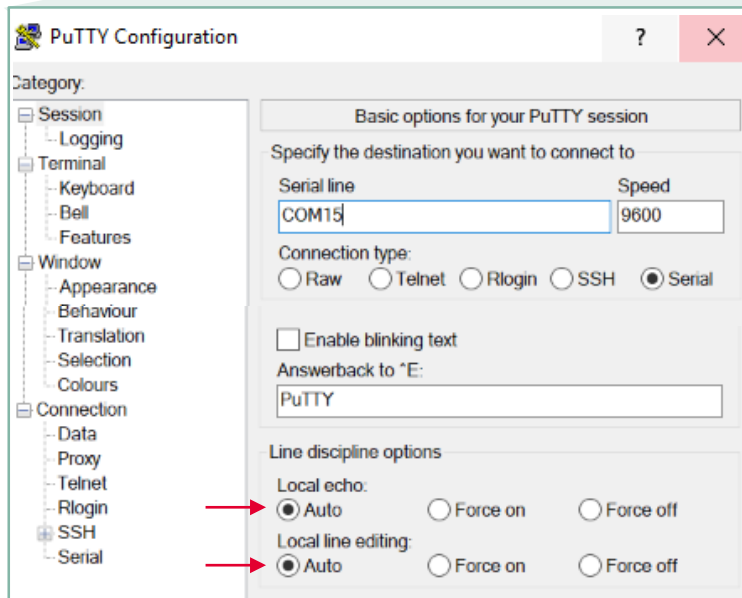 PuTTY Configuration
?
Category:
Session
Logging
Terminal
Keyboard
Bell
Features
Window
Appearance
Behaviour
Translation
Selection
Colours
Connection
Data
Proxy
Telnet
Rlogin
SSH
Serial
Basic options for your PuTTY session
Specify the destination you want to connect to
Serial line Speed
COM15 9600
Connection type:
Raw Telnet Rlogin SSH Serial
Enable blinking text
Answerback to ^E:
PuTTY
Line discipline options
Local echo:
Auto Force on Force off
Local line editing:
Auto Force on Force off